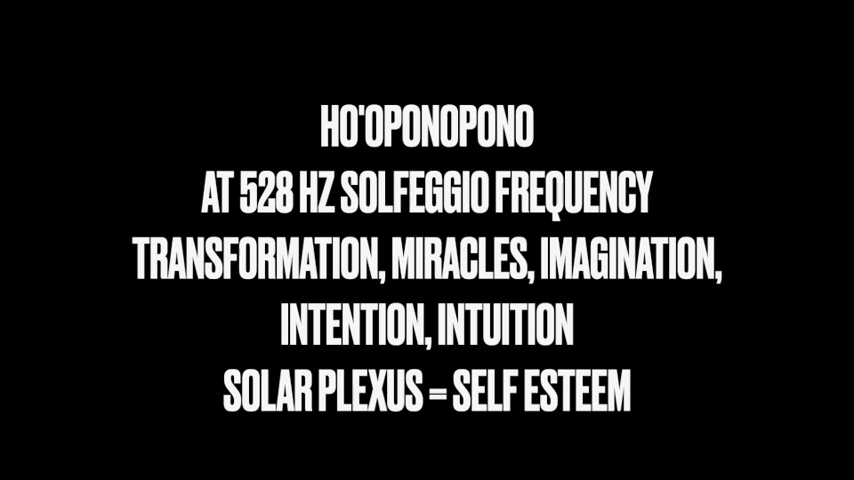 HO'OPONOPONO
AT 528 HZ SOLFEGGIO FREQUENCY
TRANSFORMATION, MIRACLES, IMAGINATION,
INTENTION, INTUITION
SOLAR PLEXUS = SELF ESTEEM